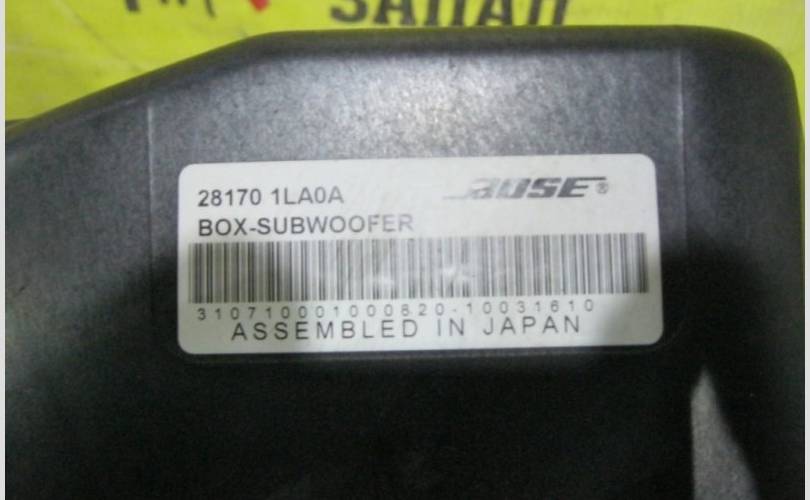 28170 1LA0A
BOSE®
BOX-SUBWOOFER
310710001000820-10031610
ASSEMBLED IN JAPAN